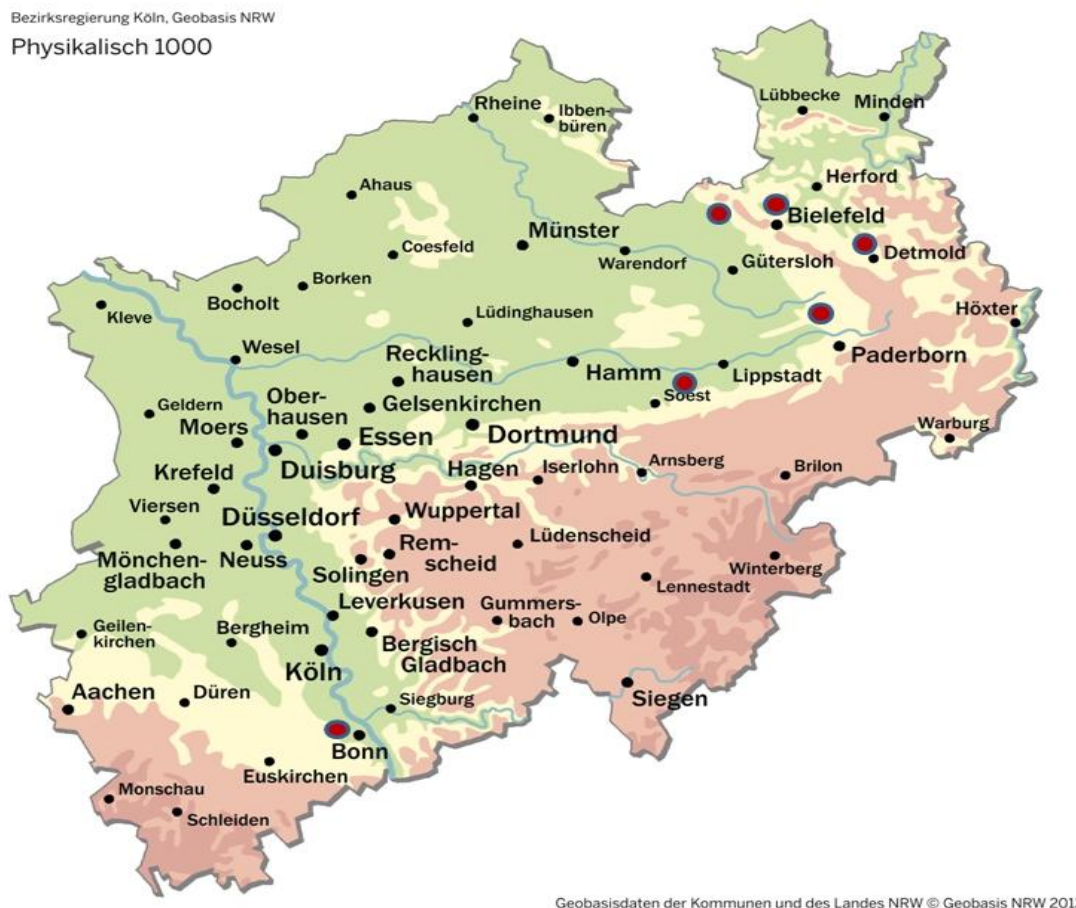 Bezirksregierung Köln, Geobasis NRW
Physikalisch 1000
Rheine
Ibben-
büren
Lübbecke
Minden
Ahaus
Herford
Bielefeld
Münster
Coesfeld
Warendorf
Gütersloh
Detmold
Borken
Bocholt
Kleve
Lüdinghausen
Höxter
Wesel
Reckling-
hausen
Hamm
Lippstadt
Paderborn
Geldern
Ober-
hausen
Gelsenkirchen
Soest
Moers
Essen
Dortmund
Warburg
Duisburg
Krefeld
Hagen
Iserlohn
Arnsberg
Brilon
Viersen
Düsseldorf
Wuppertal
Mönchen-
gladbach
Neuss
Rem-
scheid
Lüdenscheid
Solingen
Winterberg
Lennestadt
Leverkusen
Gummers-
bach
Olpe
Geilen-
kirchen
Bergheim
Bergisch
Gladbach
Köln
Aachen
Düren
Siegburg
Siegen
Bonn
Euskirchen
Monschau
Schleiden
Geobasisdaten der Kommunen und des Landes NRW © Geobasis NRW 201